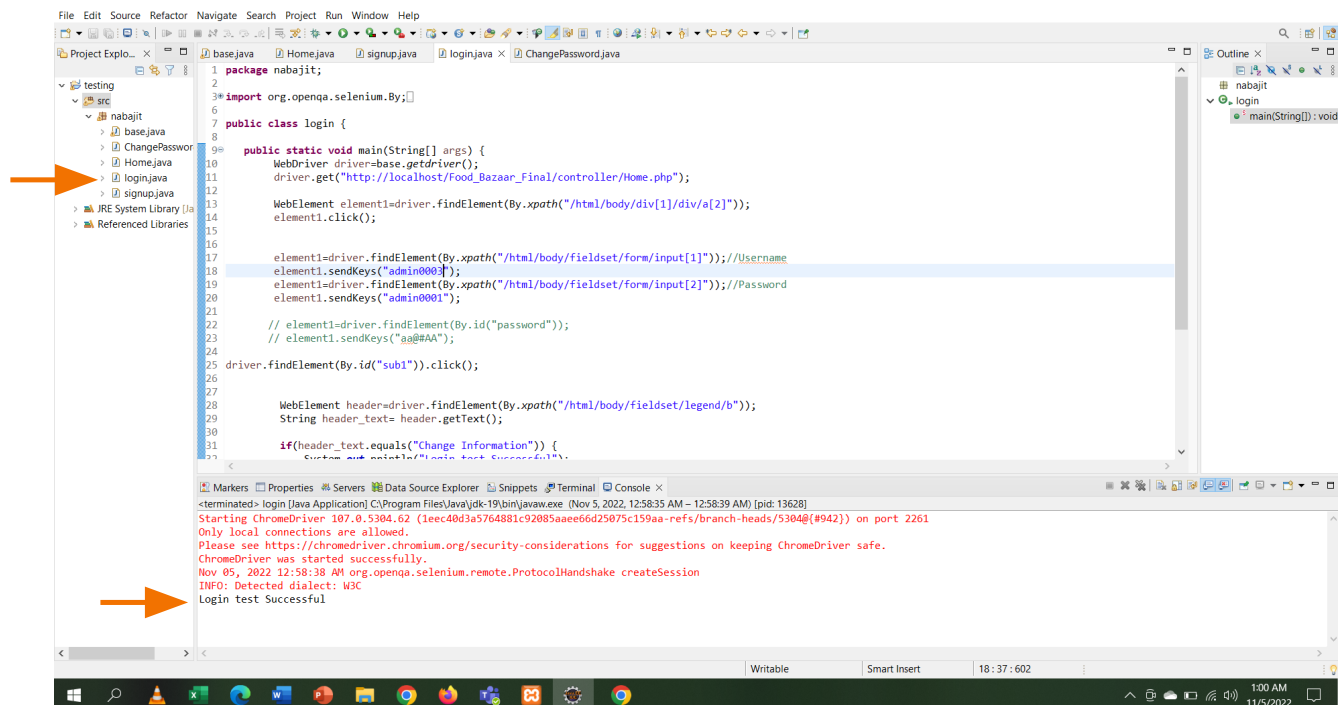 File Edit Source Refactor Navigate Search Project Run Window Help
Project Explo...
base.java Home.java signup.java login.java ChangePassword.java
Outline
testing
src
nabajit
base.java
ChangePasswor
Home.java
login.java
signup.java
JRE System Library [Ja
Referenced Libraries
1 package nabajit;
2
3 import org.openqa.selenium.By;
6
7 public class login {
8
9 public static void main(String[] args) {
10 WebDriver driver=base.getdriver();
11 driver.get("http://localhost/Food_Bazaar_Final/controller/Home.php");
12
13 WebElement element1=driver.findElement(By.xpath("/html/body/div[1]/div/a[2]"));
14 element1.click();
15
16
17 element1=driver.findElement(By.xpath("/html/body/fieldset/form/input[1]"));//Username
18 element1.sendKeys("admin0003");
19 element1=driver.findElement(By.xpath("/html/body/fieldset/form/input[2]"));//Password
20 element1.sendKeys("admin0001");
21
22 // element1=driver.findElement(By.id("password"));
23 // element1.sendKeys("aa@#AA");
24
25 driver.findElement(By.id("sub1")).click();
26
27
28 WebElement header=driver.findElement(By.xpath("/html/body/fieldset/legend/b"));
29 String header_text= header.getText();
30
31 if(header_text.equals("Change Information")) {
32 System.out.println("Login test Successful");
nabajit
login
main(String[]) : void
Markers Properties Servers Data Source Explorer Snippets Terminal Console
<terminated> login [Java Application] C:\Program Files\Java\jdk-19\bin\javaw.exe (Nov 5, 2022, 12:58:35 AM – 12:58:39 AM) [pid: 13628]
Starting ChromeDriver 107.0.5304.62 (1eec40d3a5764881c92085aaee66d25075c159aa-refs/branch-heads/5304@{#942}) on port 2261
Only local connections are allowed.
Please see https://chromedriver.chromium.org/security-considerations for suggestions on keeping ChromeDriver safe.
ChromeDriver was started successfully.
Nov 05, 2022 12:58:38 AM org.openqa.selenium.remote.ProtocolHandshake createSession
INFO: Detected dialect: W3C
Login test Successful
Writable Smart Insert 18 : 37 : 602
1:00 AM
11/5/2022